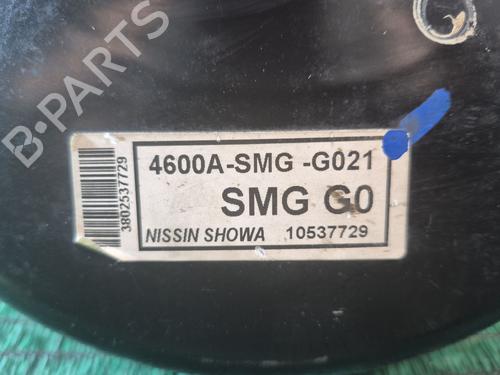 B-PARTS
4600A-SMG -G021
SMG G0
NISSIN SHOWA 10537729
3802537729